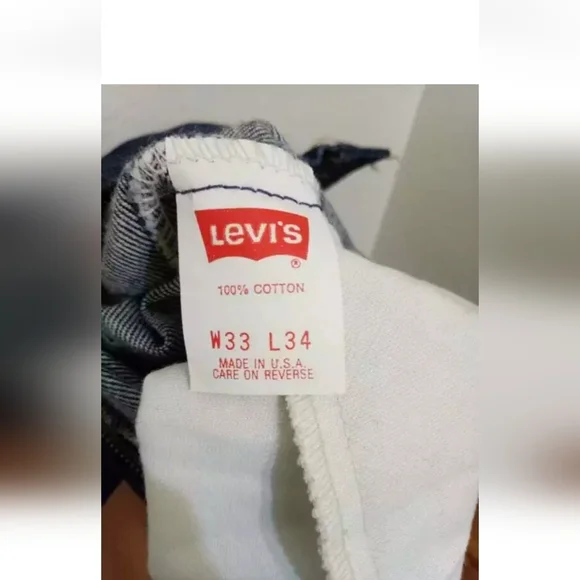 Levi's
®
100% COTTON
W33 L34
MADE IN U.S.A.
CARE ON REVERSE